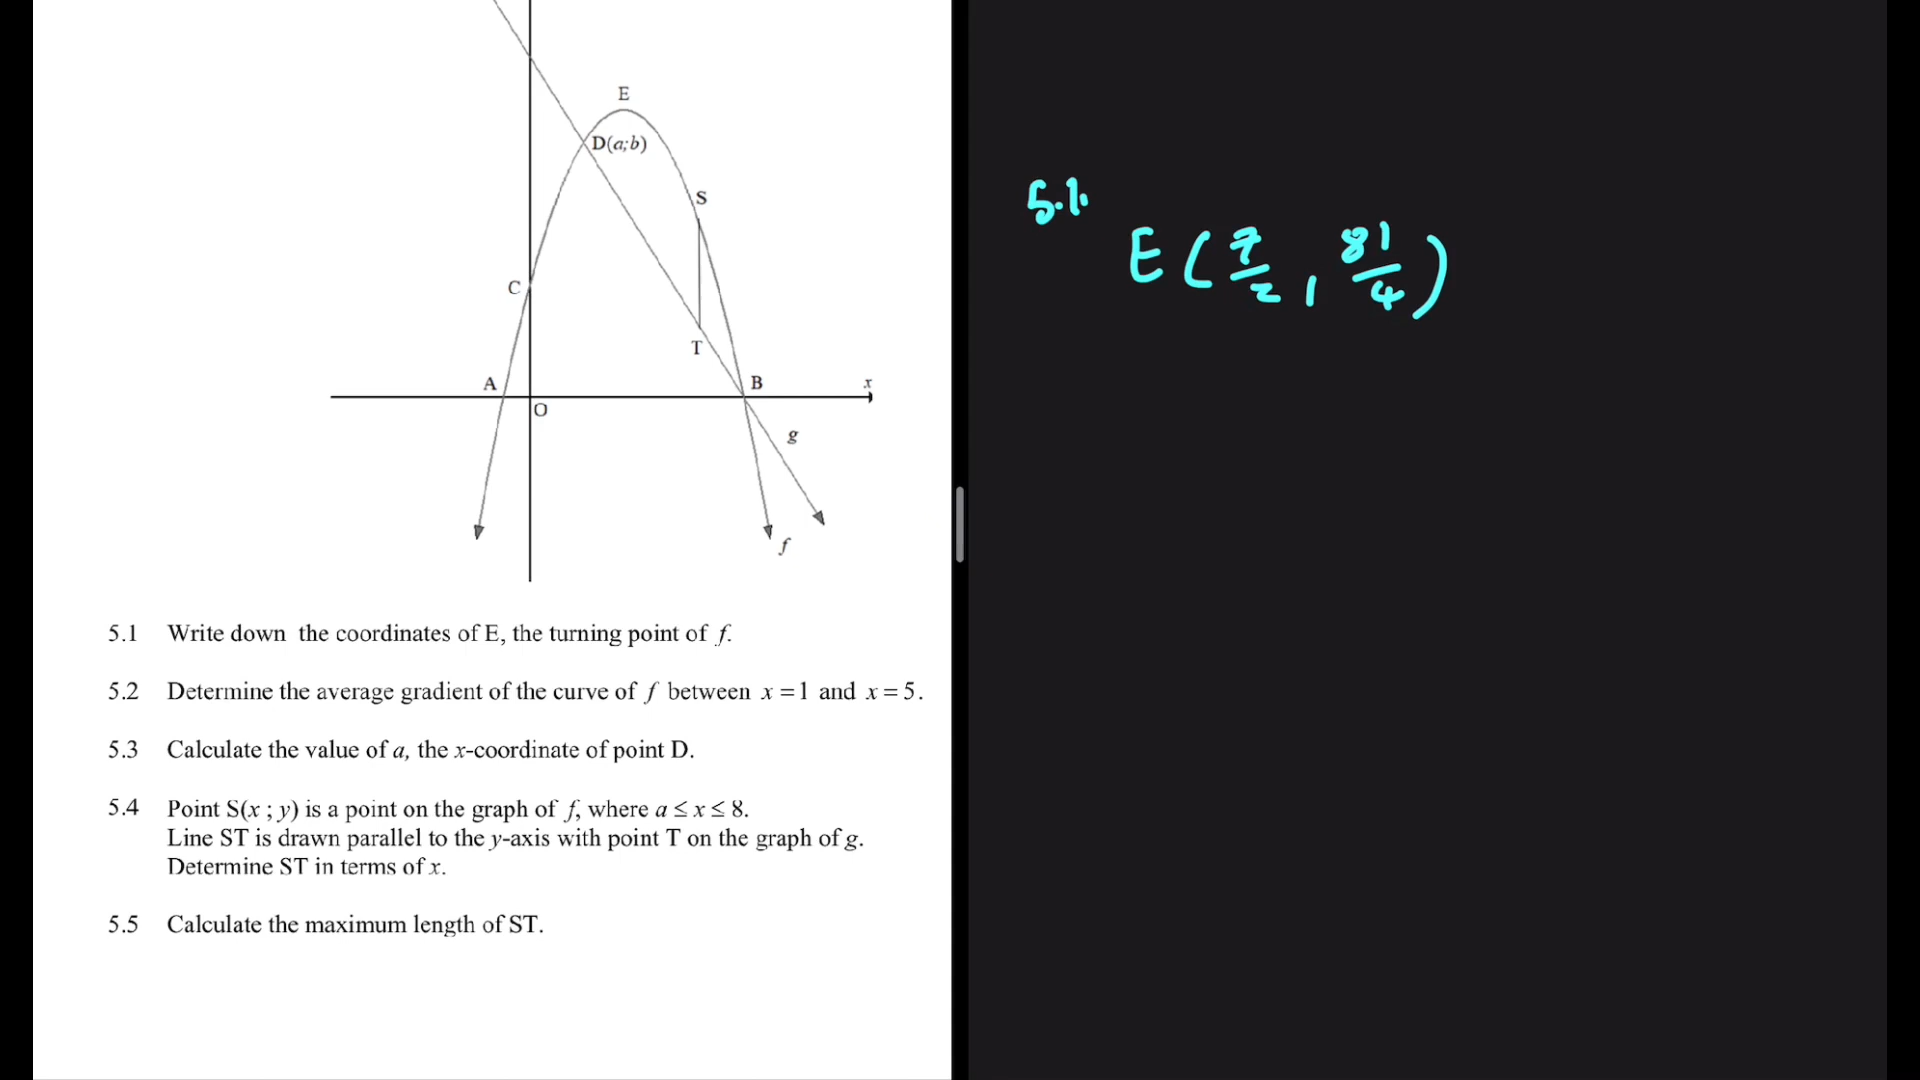 E
D(a;b)
S
C
T
A
B
x
O
g
f
5.1 Write down the coordinates of E, the turning point of f.
5.2 Determine the average gradient of the curve of f between x = 1 and x = 5.
5.3 Calculate the value of a, the x-coordinate of point D.
5.4 Point S(x ; y) is a point on the graph of f, where a ≤ x ≤ 8.
Line ST is drawn parallel to the y-axis with point T on the graph of g.
Determine ST in terms of x.
5.5 Calculate the maximum length of ST.
5.1.
E ( 7/2 , 81/4 )